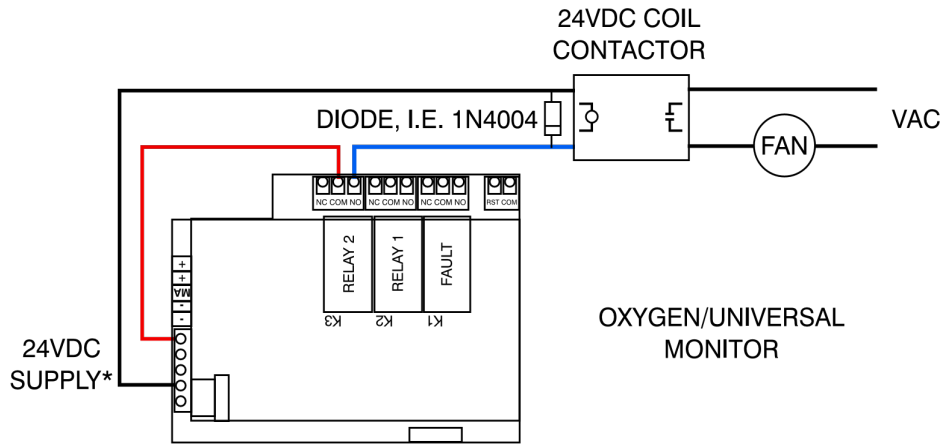 24VDC COIL
CONTACTOR
DIODE, I.E. 1N4004
VAC
FAN
NC COM NO
NC COM NO
NC COM NO
RST COM
RELAY 2
RELAY 1
FAULT
K3
K2
K1
+
+
MA
-
-
OXYGEN/UNIVERSAL
MONITOR
24VDC
SUPPLY*